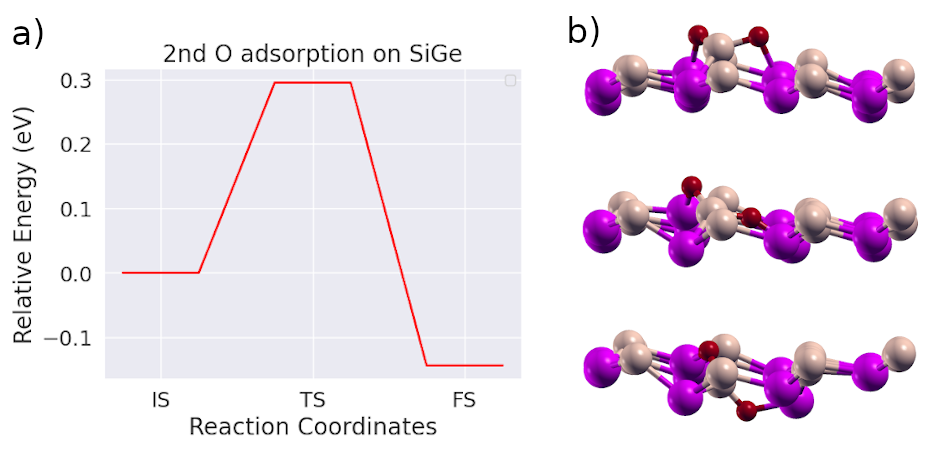 a)
2nd O adsorption on SiGe
0.3
0.2
0.1
0.0
−0.1
Relative Energy (eV)
IS TS FS
Reaction Coordinates
b)